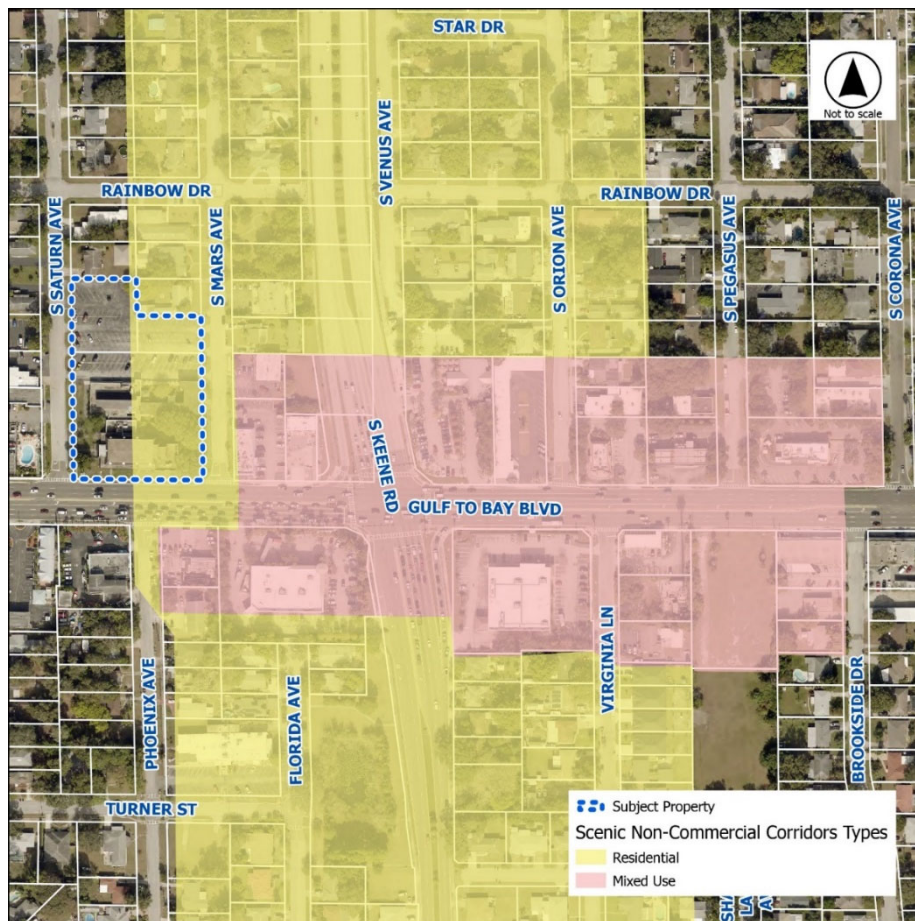 STAR DR
Not to scale
S VENUS AVE
RAINBOW DR
RAINBOW DR
S SATURN AVE
S MARS AVE
S ORION AVE
S PEGASUS AVE
S CORONA AVE
S KEENE RD
GULF TO BAY BLVD
PHOENIX AVE
FLORIDA AVE
VIRGINIA LN
BROOKSIDE DR
TURNER ST
Subject Property
Scenic Non-Commercial Corridors Types
Residential
Mixed Use
LA